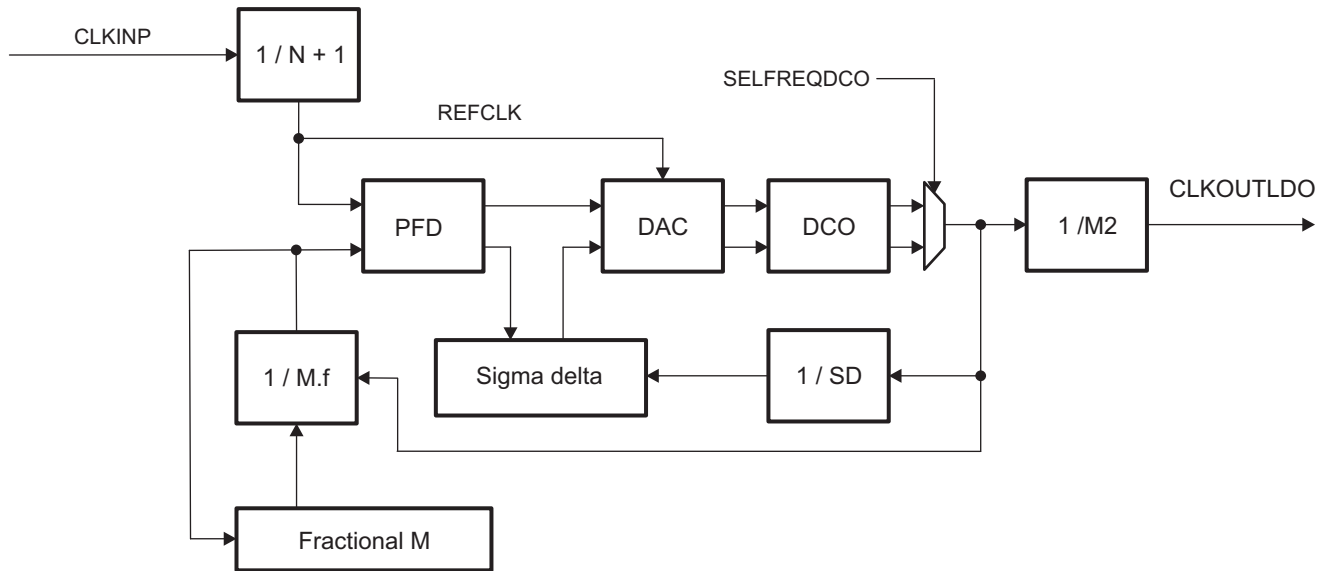 CLKINP
1 / N + 1
SELFREQDCO
REFCLK
CLKOUTLDO
PFD
DAC
DCO
1 /M2
1 / M.f
Sigma delta
1 / SD
Fractional M